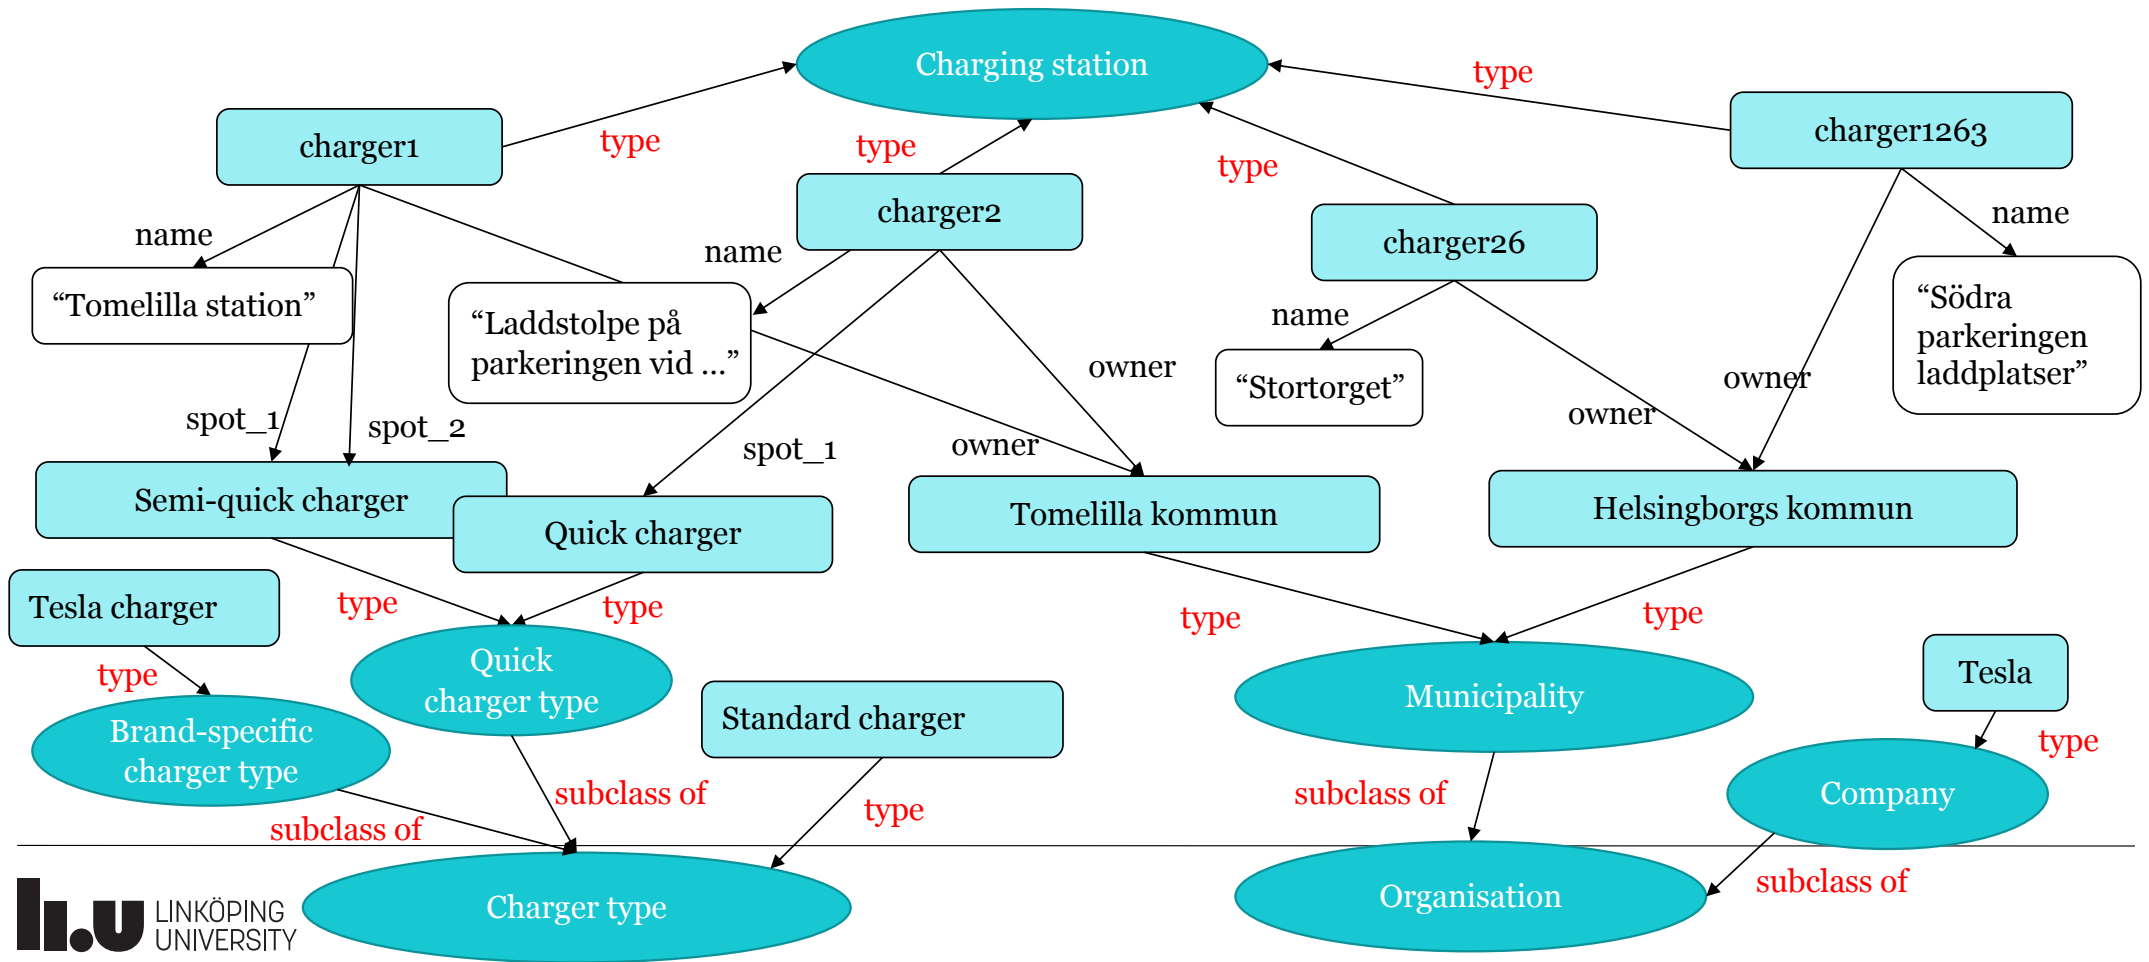 Charging station
type
charger1
type
type
type
charger1263
charger2
charger26
name
name
name
name
“Tomelilla station”
“Laddstolpe på
parkeringen vid ...”
“Stortorget”
“Södra
parkeringen
laddplatser”
owner
owner
owner
owner
spot_1
spot_2
spot_1
Semi-quick charger
Quick charger
Tomelilla kommun
Helsingborgs kommun
Tesla charger
type
type
type
type
type
Quick
charger type
Brand-specific
charger type
Standard charger
Municipality
Tesla
type
Company
subclass of
subclass of
type
subclass of
subclass of
Charger type
Organisation
li.u LINKÖPING
UNIVERSITY